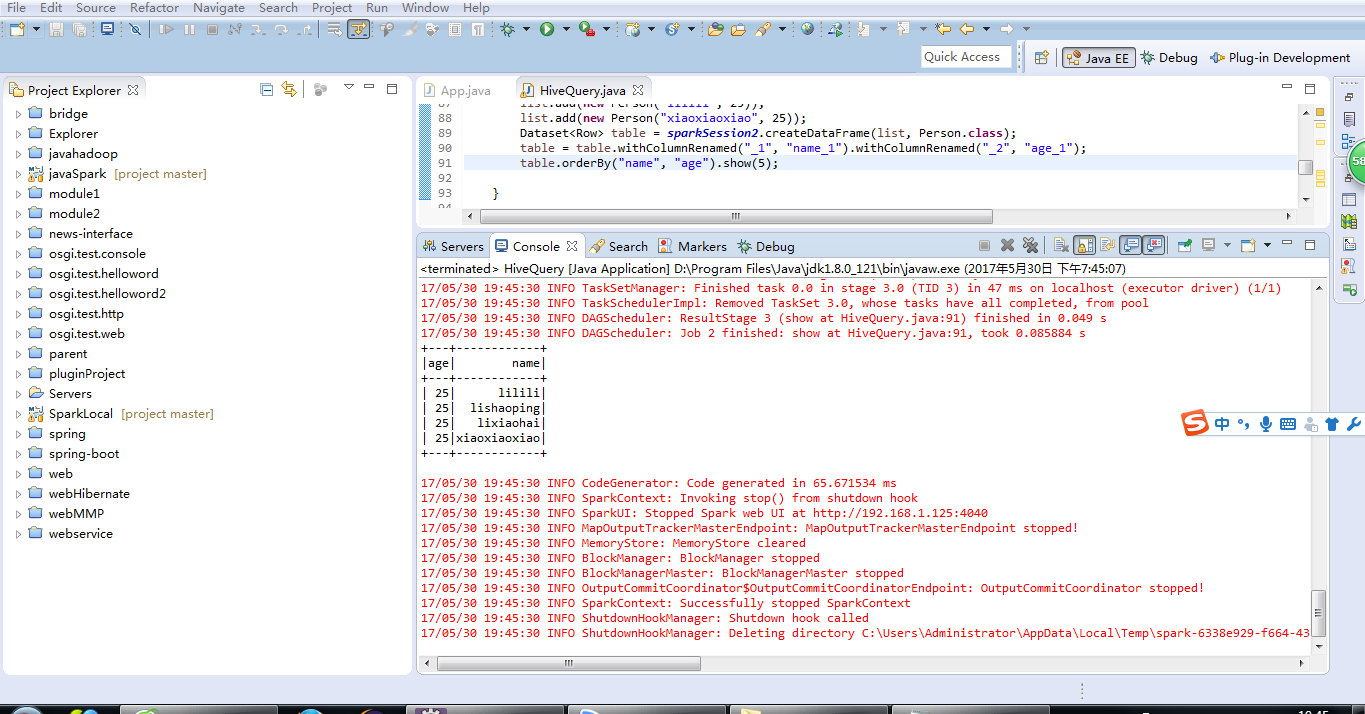 File Edit Source Refactor Navigate Search Project Run Window Help
Quick Access Java EE Debug Plug-in Development
Project Explorer
bridge
Explorer
javahadoop
javaSpark [project master]
module1
module2
news-interface
osgi.test.console
osgi.test.helloword
osgi.test.helloword2
osgi.test.http
osgi.test.web
parent
pluginProject
Servers
SparkLocal [project master]
spring
spring-boot
web
webHibernate
webMMP
webservice
App.java HiveQuery.java
87 list.add(new Person("lilili", 25));
88 list.add(new Person("xiaoxiaoxiao", 25));
89 Dataset<Row> table = sparkSession2.createDataFrame(list, Person.class);
90 table = table.withColumnRenamed("_1", "name_1").withColumnRenamed("_2", "age_1");
91 table.orderBy("name", "age").show(5);
92
93 }
94
58
Servers Console Search Markers Debug
<terminated> HiveQuery [Java Application] D:\Program Files\Java\jdk1.8.0_121\bin\javaw.exe (2017年5月30日 下午7:45:07)
17/05/30 19:45:30 INFO TaskSetManager: Finished task 0.0 in stage 3.0 (TID 3) in 47 ms on localhost (executor driver) (1/1)
17/05/30 19:45:30 INFO TaskSchedulerImpl: Removed TaskSet 3.0, whose tasks have all completed, from pool
17/05/30 19:45:30 INFO DAGScheduler: ResultStage 3 (show at HiveQuery.java:91) finished in 0.049 s
17/05/30 19:45:30 INFO DAGScheduler: Job 2 finished: show at HiveQuery.java:91, took 0.085884 s
+---+------------+
|age|        name|
+---+------------+
| 25|      lilili|
| 25|  lishaoping|
| 25|   lixiaohai|
| 25|xiaoxiaoxiao|
+---+------------+
17/05/30 19:45:30 INFO CodeGenerator: Code generated in 65.671534 ms
17/05/30 19:45:30 INFO SparkContext: Invoking stop() from shutdown hook
17/05/30 19:45:30 INFO SparkUI: Stopped Spark web UI at http://192.168.1.125:4040
17/05/30 19:45:30 INFO MapOutputTrackerMasterEndpoint: MapOutputTrackerMasterEndpoint stopped!
17/05/30 19:45:30 INFO MemoryStore: MemoryStore cleared
17/05/30 19:45:30 INFO BlockManager: BlockManager stopped
17/05/30 19:45:30 INFO BlockManagerMaster: BlockManagerMaster stopped
17/05/30 19:45:30 INFO OutputCommitCoordinator$OutputCommitCoordinatorEndpoint: OutputCommitCoordinator stopped!
17/05/30 19:45:30 INFO SparkContext: Successfully stopped SparkContext
17/05/30 19:45:30 INFO ShutdownHookManager: Shutdown hook called
17/05/30 19:45:30 INFO ShutdownHookManager: Deleting directory C:\Users\Administrator\AppData\Local\Temp\spark-6338e929-f664-43
中